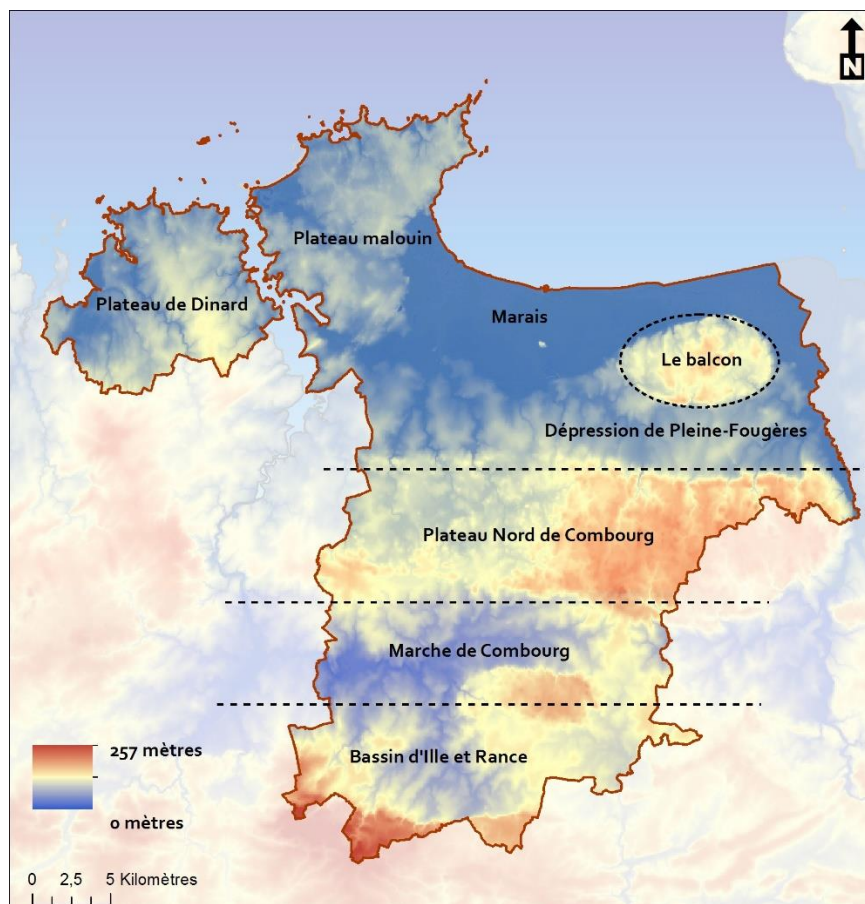 N
Plateau malouin
Plateau de Dinard
Marais
Le balcon
Dépression de Pleine-Fougères
Plateau Nord de Combourg
Marche de Combourg
Bassin d'Ille et Rance
257 mètres
0 mètres
0 2,5 5 Kilomètres